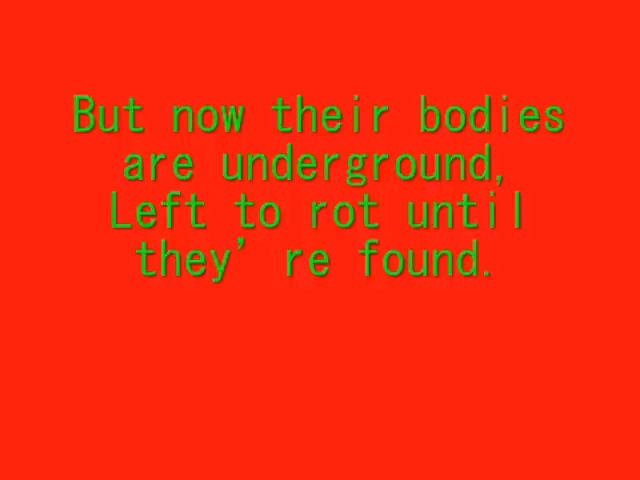 But now their bodies
are underground,
Left to rot until
they’re found.